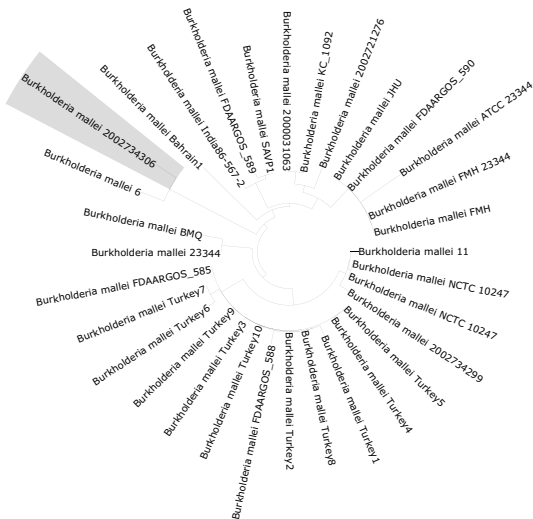 Burkholderia mallei 11
Burkholderia mallei FMH
Burkholderia mallei FMH 23344
Burkholderia mallei ATCC 23344
Burkholderia mallei FDAARGOS_590
Burkholderia mallei JHU
Burkholderia mallei 2002721276
Burkholderia mallei KC_1092
Burkholderia mallei 2000031063
Burkholderia mallei SAVP1
Burkholderia mallei FDAARGOS_589
Burkholderia mallei India86-567-2
Burkholderia mallei Bahrain1
Burkholderia mallei 2002734306
Burkholderia mallei 6
Burkholderia mallei BMQ
Burkholderia mallei 23344
Burkholderia mallei FDAARGOS_585
Burkholderia mallei Turkey7
Burkholderia mallei Turkey6
Burkholderia mallei Turkey9
Burkholderia mallei Turkey3
Burkholderia mallei Turkey10
Burkholderia mallei FDAARGOS_588
Burkholderia mallei Turkey2
Burkholderia mallei Turkey8
Burkholderia mallei Turkey1
Burkholderia mallei Turkey4
Burkholderia mallei Turkey5
Burkholderia mallei 2002734299
Burkholderia mallei NCTC 10247
Burkholderia mallei NCTC 10247